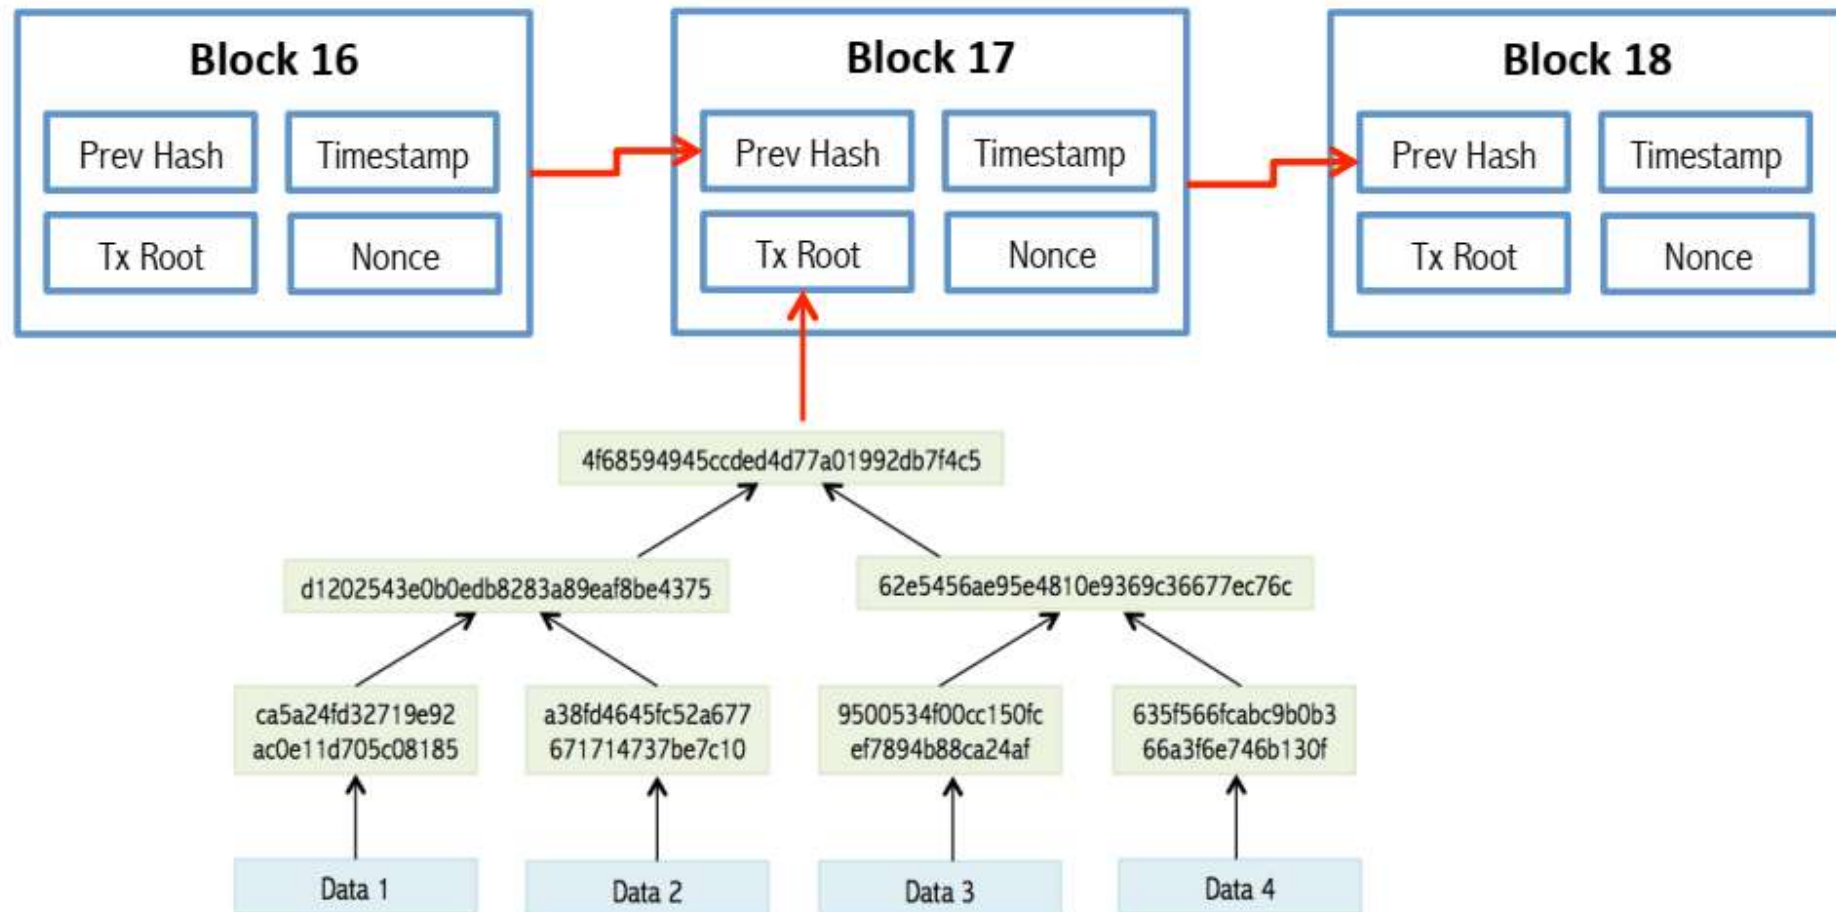 Block 16
Prev Hash
Timestamp
Tx Root
Nonce
Block 17
Prev Hash
Timestamp
Tx Root
Nonce
Block 18
Prev Hash
Timestamp
Tx Root
Nonce
4f68594945ccded4d77a01992db7f4c5
d1202543e0b0edb8283a89eaf8be4375
62e5456ae95e4810e9369c36677ec76c
ca5a24fd32719e92
ac0e11d705c08185
a38fd4645fc52a677
671714737be7c10
9500534f00cc150fc
ef7894b88ca24af
635f566fcabc9b0b3
66a3f6e746b130f
Data 1
Data 2
Data 3
Data 4